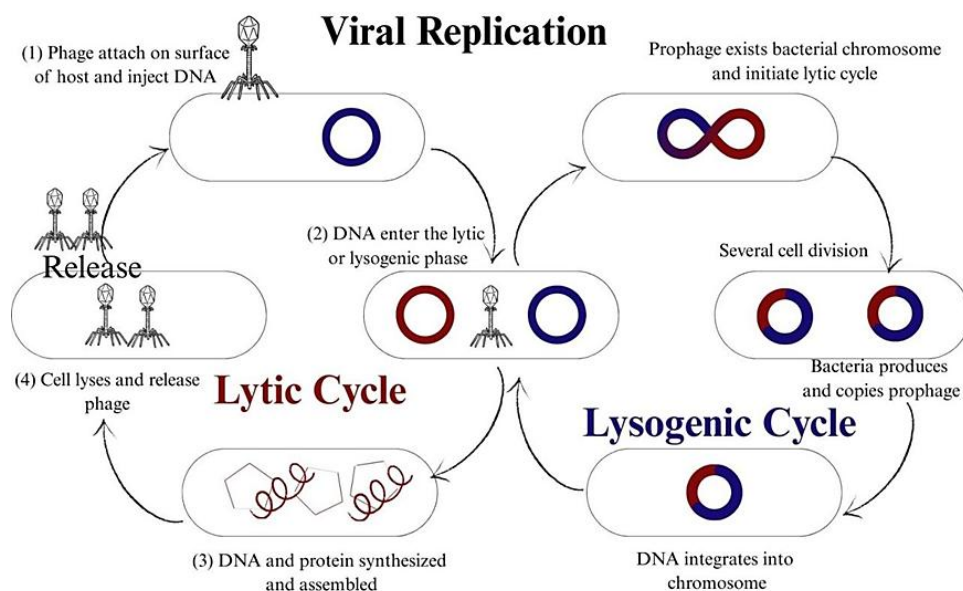 Viral Replication
(1) Phage attach on surface
of host and inject DNA
Prophage exists bacterial chromosome
and initiate lytic cycle
(2) DNA enter the lytic
or lysogenic phase
Several cell division
Release
Bacteria produces
and copies prophage
(4) Cell lyses and release
phage
Lytic Cycle
Lysogenic Cycle
(3) DNA and protein synthesized
and assembled
DNA integrates into
chromosome